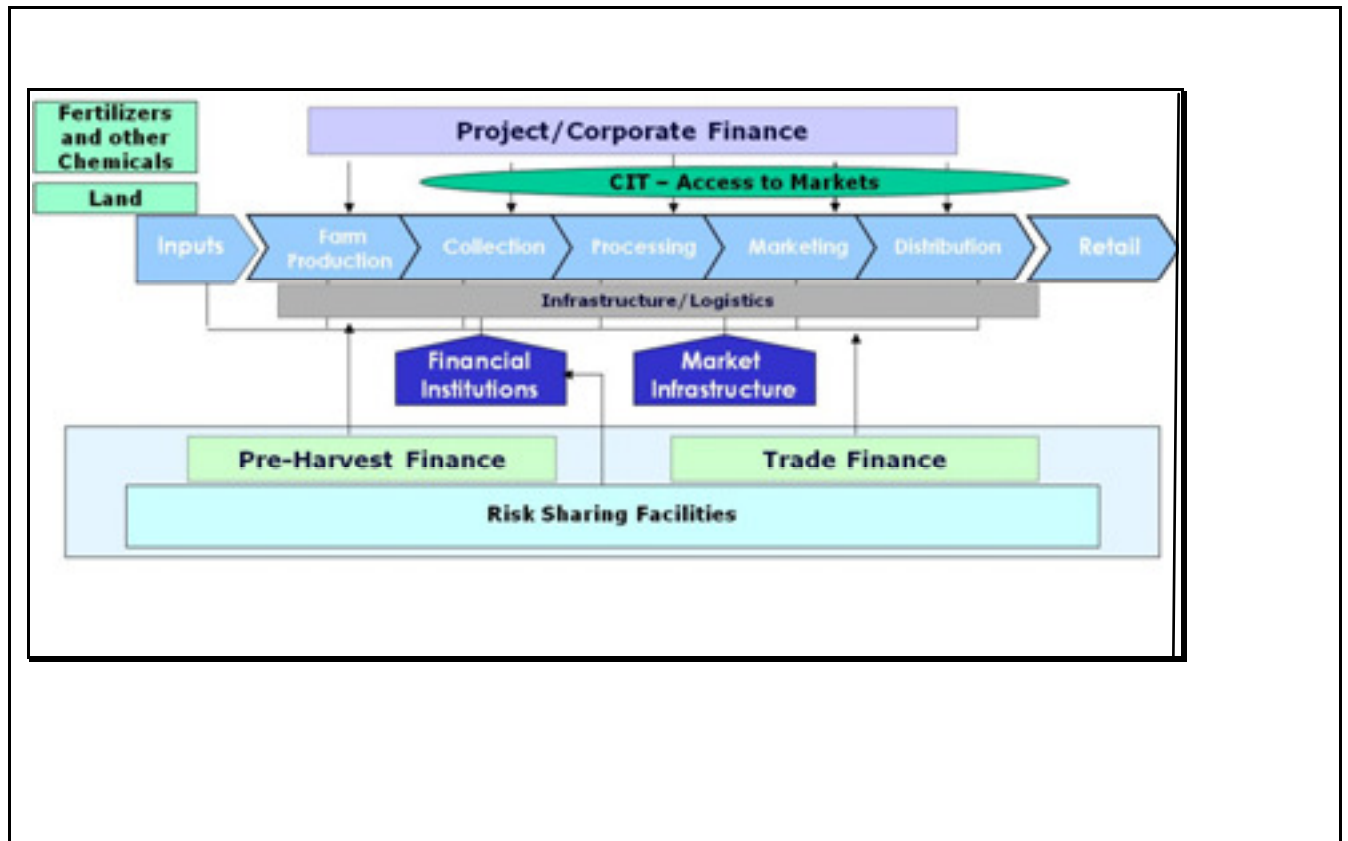 Fertilizers
and other
Chemicals
Land
Project/Corporate Finance
CIT – Access to Markets
Inputs
Farm
Production
Collection
Processing
Marketing
Distribution
Retail
Infrastructure/Logistics
Financial
Institutions
Market
Infrastructure
Pre-Harvest Finance
Trade Finance
Risk Sharing Facilities